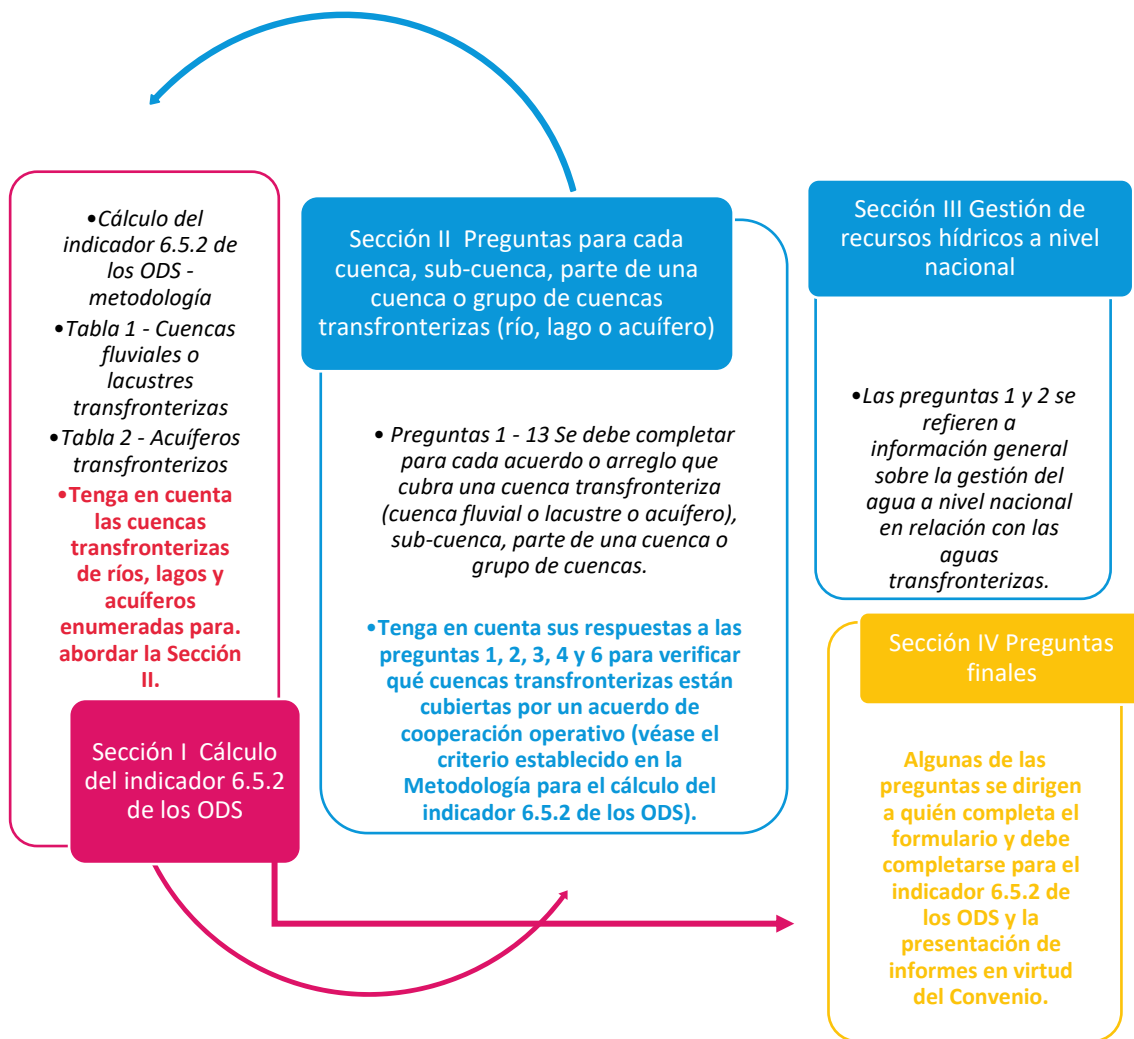 •Cálculo del
indicador 6.5.2 de
los ODS -
metodología
•Tabla 1 - Cuencas
fluviales o
lacustres
transfronterizas
•Tabla 2 - Acuíferos
transfronterizos
•Tenga en cuenta
las cuencas
transfronterizas
de ríos, lagos y
acuíferos
enumeradas para.
abordar la Sección
II.
Sección I  Cálculo
del indicador 6.5.2
de los ODS
Sección II  Preguntas para cada
cuenca, sub-cuenca, parte de una
cuenca o grupo de cuencas
transfronterizas (río, lago o acuífero)
• Preguntas 1 - 13 Se debe completar
para cada acuerdo o arreglo que
cubra una cuenca transfronteriza
(cuenca fluvial o lacustre o acuífero),
sub-cuenca, parte de una cuenca o
grupo de cuencas.
•Tenga en cuenta sus respuestas a las
preguntas 1, 2, 3, 4 y 6 para verificar
qué cuencas transfronterizas están
cubiertas por un acuerdo de
cooperación operativo (véase el
criterio establecido en la
Metodología para el cálculo del
indicador 6.5.2 de los ODS).
Sección III Gestión de
recursos hídricos a nivel
nacional
•Las preguntas 1 y 2 se
refieren a
información general
sobre la gestión del
agua a nivel nacional
en relación con las
aguas
transfronterizas.
Sección IV Preguntas
finales
Algunas de las
preguntas se dirigen
a quién completa el
formulario y debe
completarse para el
indicador 6.5.2 de
los ODS y la
presentación de
informes en virtud
del Convenio.